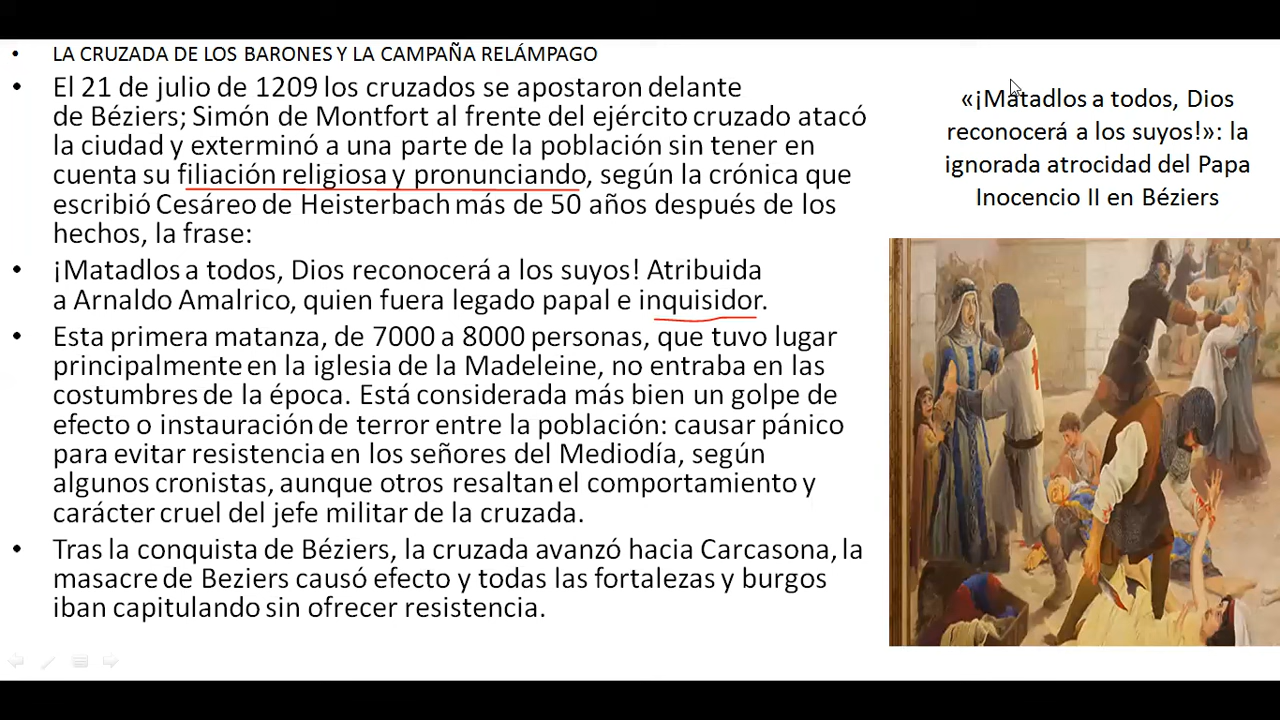 LA CRUZADA DE LOS BARONES Y LA CAMPAÑA RELÁMPAGO
El 21 de julio de 1209 los cruzados se apostaron delante
de Béziers; Simón de Montfort al frente del ejército cruzado atacó
la ciudad y exterminó a una parte de la población sin tener en
cuenta su filiación religiosa y pronunciando, según la crónica que
escribió Cesáreo de Heisterbach más de 50 años después de los
hechos, la frase:
¡Matadlos a todos, Dios reconocerá a los suyos! Atribuida
a Arnaldo Amalrico, quien fuera legado papal e inquisidor.
Esta primera matanza, de 7000 a 8000 personas, que tuvo lugar
principalmente en la iglesia de la Madeleine, no entraba en las
costumbres de la época. Está considerada más bien un golpe de
efecto o instauración de terror entre la población: causar pánico
para evitar resistencia en los señores del Mediodía, según
algunos cronistas, aunque otros resaltan el comportamiento y
carácter cruel del jefe militar de la cruzada.
Tras la conquista de Béziers, la cruzada avanzó hacia Carcasona, la
masacre de Beziers causó efecto y todas las fortalezas y burgos
iban capitulando sin ofrecer resistencia.
«¡Matadlos a todos, Dios
reconocerá a los suyos!»: la
ignorada atrocidad del Papa
Inocencio II en Béziers